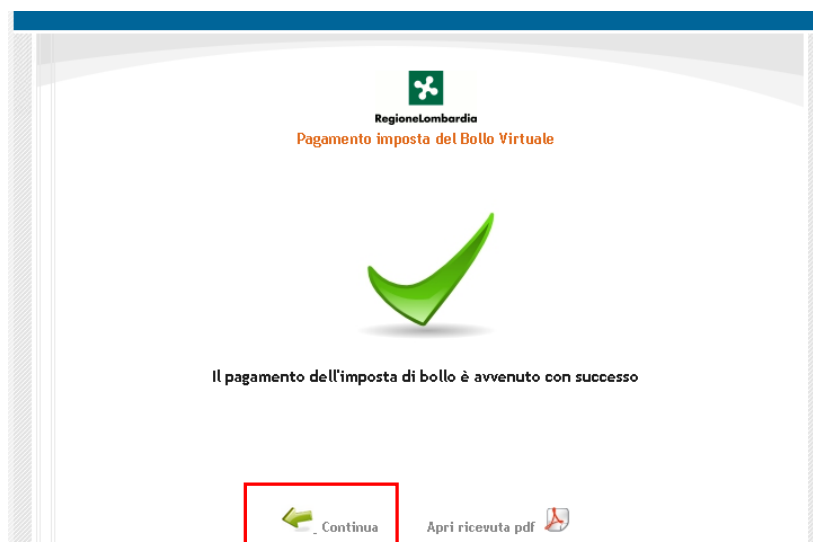 RegioneLombardia
Pagamento imposta del Bollo Virtuale
Il pagamento dell'imposta di bollo è avvenuto con successo
Continua Apri ricevuta pdf